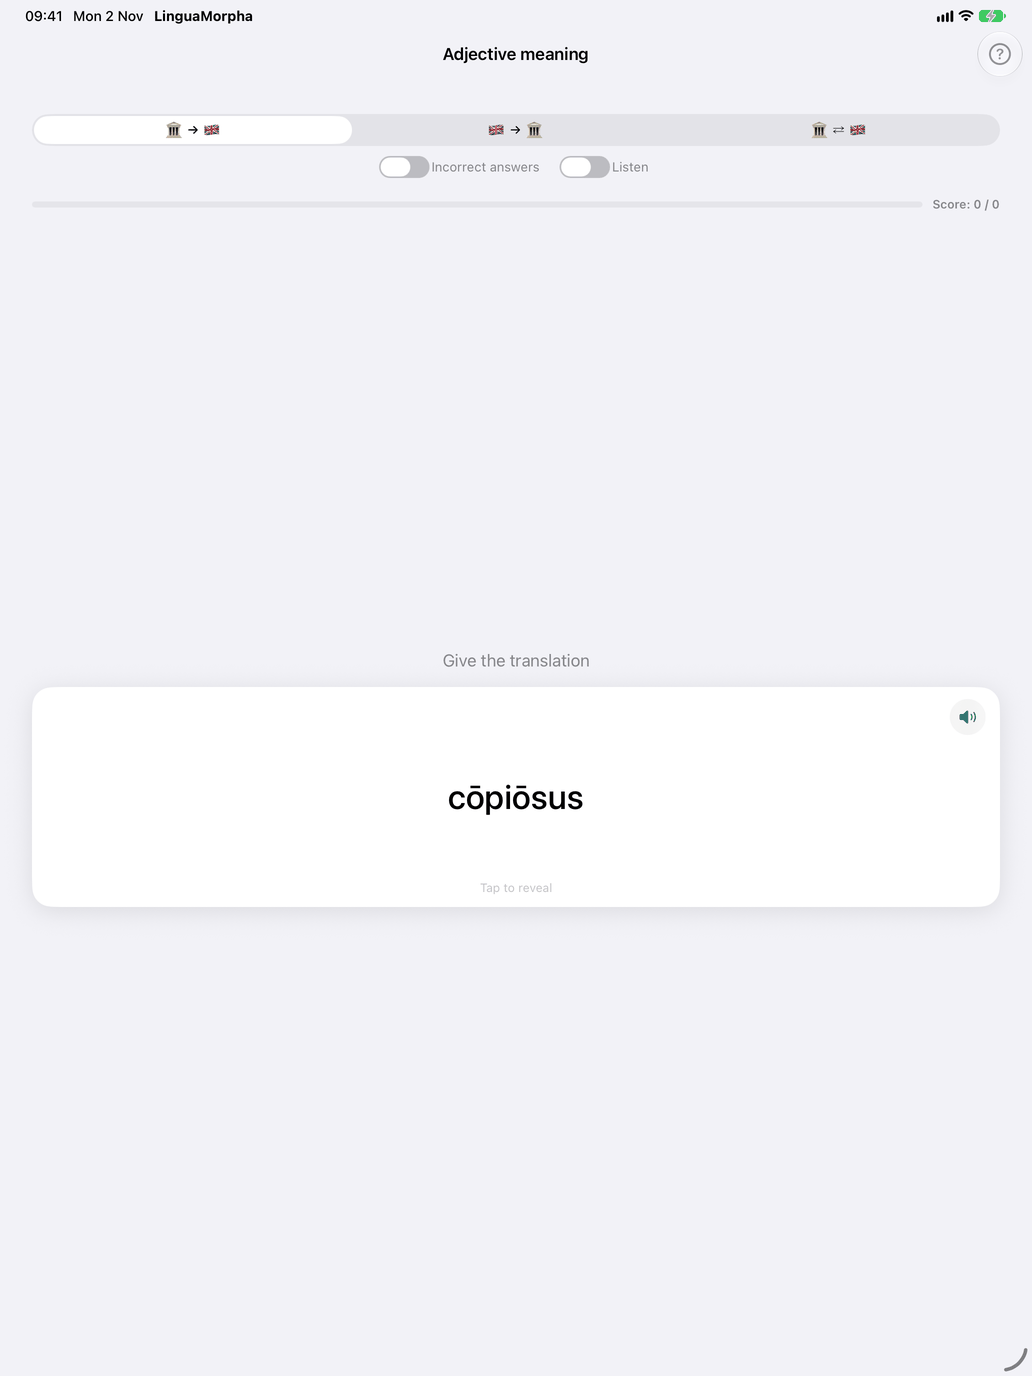 09:41 Mon 2 Nov LinguaMorpha
Adjective meaning
🏛️ → 🇬🇧
🇬🇧 → 🏛️
🏛️ ⇄ 🇬🇧
Incorrect answers
Listen
Score: 0 / 0
Give the translation
cōpiōsus
Tap to reveal